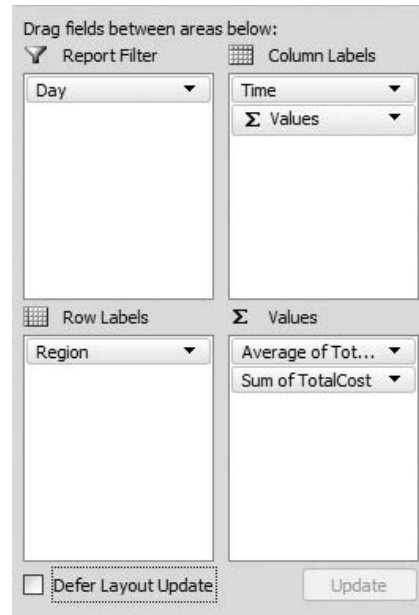 Drag fields between areas below:
Report Filter
Column Labels
Day
Time
Σ Values
Row Labels
Σ Values
Region
Average of Tot...
Sum of TotalCost
Defer Layout Update
Update